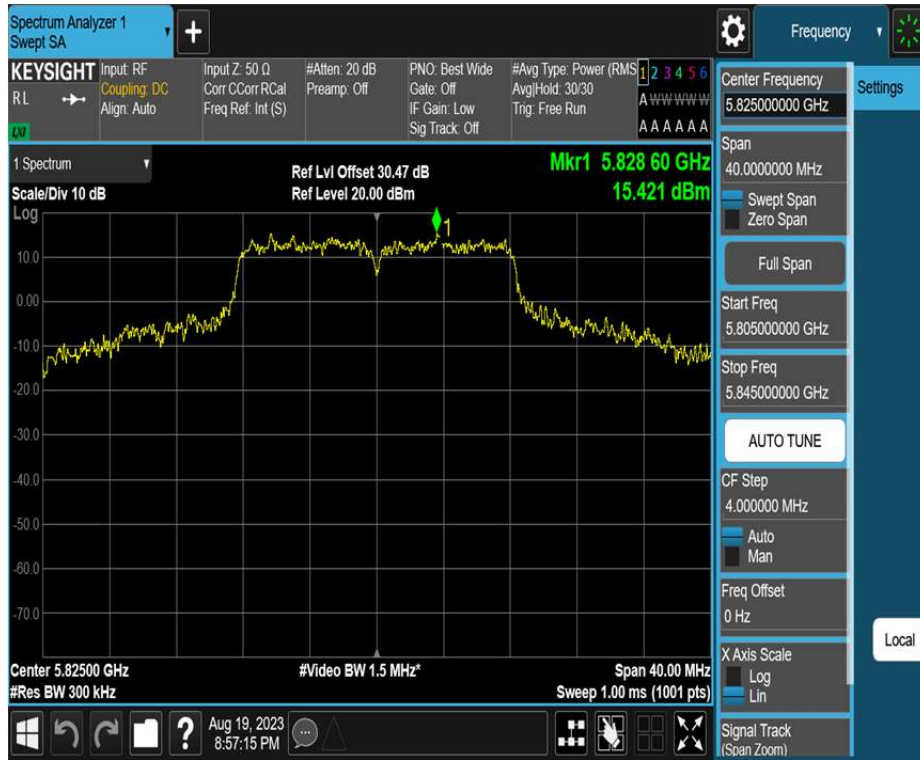 Spectrum Analyzer 1
Swept SA
+
Frequency
KEYSIGHT
RL
LXI
Input: RF
Coupling: DC
Align: Auto
Input Z: 50 Ω
Corr CCorr RCal
Freq Ref: Int (S)
#Atten: 20 dB
Preamp: Off
PNO: Best Wide
Gate: Off
IF Gain: Low
Sig Track: Off
#Avg Type: Power (RMS
Avg|Hold: 30/30
Trig: Free Run
1 2 3 4 5 6
A W W W W W
A A A A A A
1 Spectrum
Scale/Div 10 dB
Ref Lvl Offset 30.47 dB
Ref Level 20.00 dBm
Mkr1 5.828 60 GHz
15.421 dBm
Log
1
10.0
0.00
-10.0
-20.0
-30.0
-40.0
-50.0
-60.0
-70.0
Center 5.82500 GHz
#Res BW 300 kHz
#Video BW 1.5 MHz*
Span 40.00 MHz
Sweep 1.00 ms (1001 pts)
?
Aug 19, 2023
8:57:15 PM
Center Frequency
5.825000000 GHz
Span
40.0000000 MHz
Swept Span
Zero Span
Full Span
Start Freq
5.805000000 GHz
Stop Freq
5.845000000 GHz
AUTO TUNE
CF Step
4.000000 MHz
Auto
Man
Freq Offset
0 Hz
X Axis Scale
Log
Lin
Signal Track
(Span Zoom)
Settings
Local